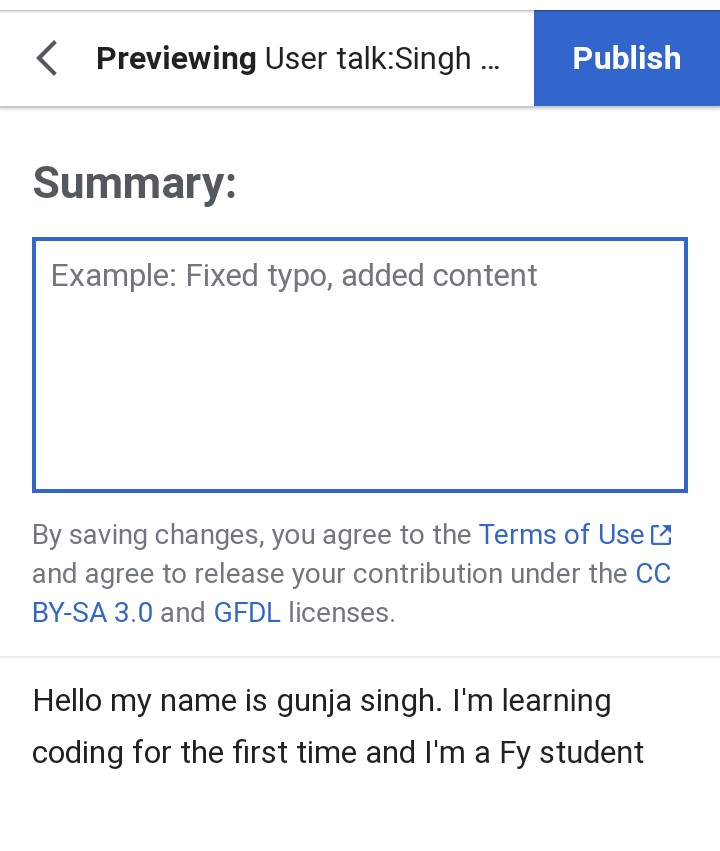 Previewing User talk:Singh ... Publish
Summary:
Example: Fixed typo, added content
By saving changes, you agree to the Terms of Use
and agree to release your contribution under the CC
BY-SA 3.0 and GFDL licenses.
Hello my name is gunja singh. I'm learning
coding for the first time and I'm a Fy student